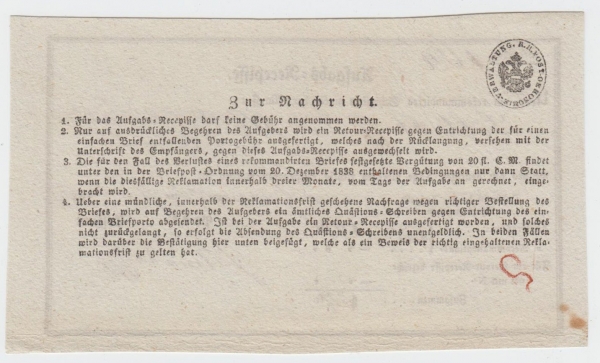 VERWALTUNG. K.K. POST-OEKONOMIE-
Zur Nachricht.
1. Für das Aufgabs-Recepisse darf keine Gebühr angenommen werden.
2. Nur auf ausdrückliches Begehren des Aufgebers wird ein Retour-Recepisse gegen Entrichtung der für einen
einfachen Brief entfallenden Portogebühr ausgefertigt, welches nach der Rücklangung, versehen mit der
Unterschrift des Empfängers, gegen dieses Aufgabs-Recepisse ausgewechselt wird.
3. Die für den Fall des Verlustes eines rekommandirten Briefes festgesetzte Vergütung von 20 fl. C. M. findet
unter den in der Briefpost-Ordnung vom 20. Dezember 1838 enthaltenen Bedingungen nur dann Statt,
wenn die diesfällige Reklamation innerhalb dreier Monate, vom Tage der Aufgabe an gerechnet, einge-
bracht wird.
4. Ueber eine mündliche, innerhalb der Reklamationsfrist geschehene Nachfrage wegen richtiger Bestellung des
Briefes, wird auf Begehren des Aufgebers ein ämtliches Quästions-Schreiben gegen Entrichtung des ein-
fachen Briefporto abgesendet. Ist bei der Aufgabe ein Retour-Recepisse ausgefertigt worden, und solches
nicht zurückgelangt, so erfolgt die Absendung des Quästions-Schreibens unentgeldlich. In beiden Fällen
wird darüber die Bestätigung hier unten beigefügt, welche als ein Beweis der richtig eingehaltenen Rekla-
mationsfrist zu gelten hat.